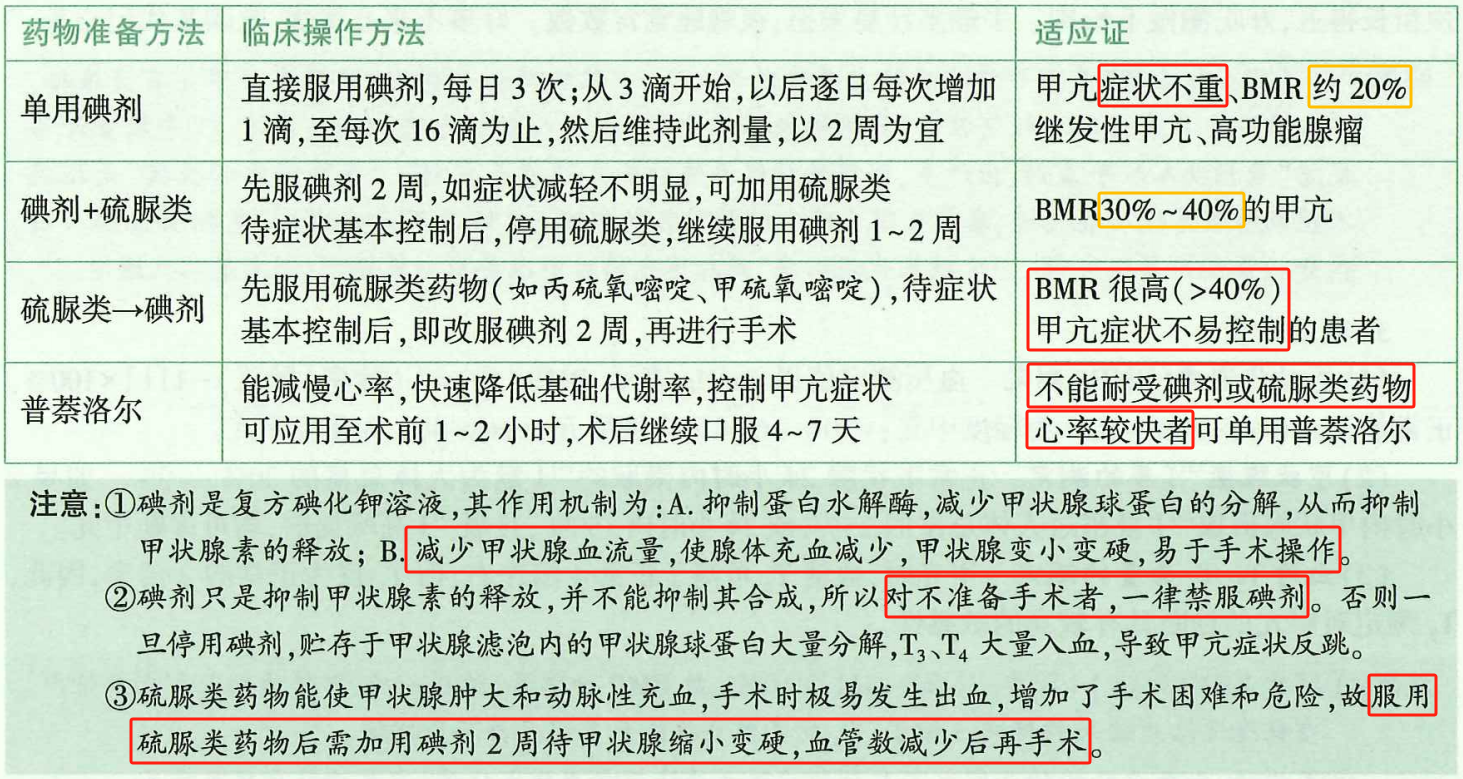 药物准备方法 临床操作方法 适应证
单用碘剂
直接服用碘剂,每日3次;从3滴开始,以后逐日每次增加
1滴,至每次16滴为止,然后维持此剂量,以2周为宜
甲亢症状不重、BMR约20%
继发性甲亢、高功能腺瘤
碘剂+硫脲类
先服碘剂2周,如症状减轻不明显,可加用硫脲类
待症状基本控制后,停用硫脲类,继续服用碘剂1~2周
BMR30%~40%的甲亢
硫脲类→碘剂
先服用硫脲类药物(如丙硫氧嘧啶、甲硫氧嘧啶),待症状
基本控制后,即改服碘剂2周,再进行手术
BMR很高(>40%)
甲亢症状不易控制的患者
普萘洛尔
能减慢心率,快速降低基础代谢率,控制甲亢症状
可应用至术前1~2小时,术后继续口服4~7天
不能耐受碘剂或硫脲类药物
心率较快者可单用普萘洛尔
注意:①碘剂是复方碘化钾溶液,其作用机制为:A.抑制蛋白水解酶,减少甲状腺球蛋白的分解,从而抑制
甲状腺素的释放;B.减少甲状腺血流量,使腺体充血减少,甲状腺变小变硬,易于手术操作。
②碘剂只是抑制甲状腺素的释放,并不能抑制其合成,所以对不准备手术者,一律禁服碘剂。否则一
旦停用碘剂,贮存于甲状腺滤泡内的甲状腺球蛋白大量分解,T₃、T₄大量入血,导致甲亢症状反跳。
③硫脲类药物能使甲状腺肿大和动脉性充血,手术时极易发生出血,增加了手术困难和危险,故服用
硫脲类药物后需加用碘剂2周待甲状腺缩小变硬,血管数减少后再手术。